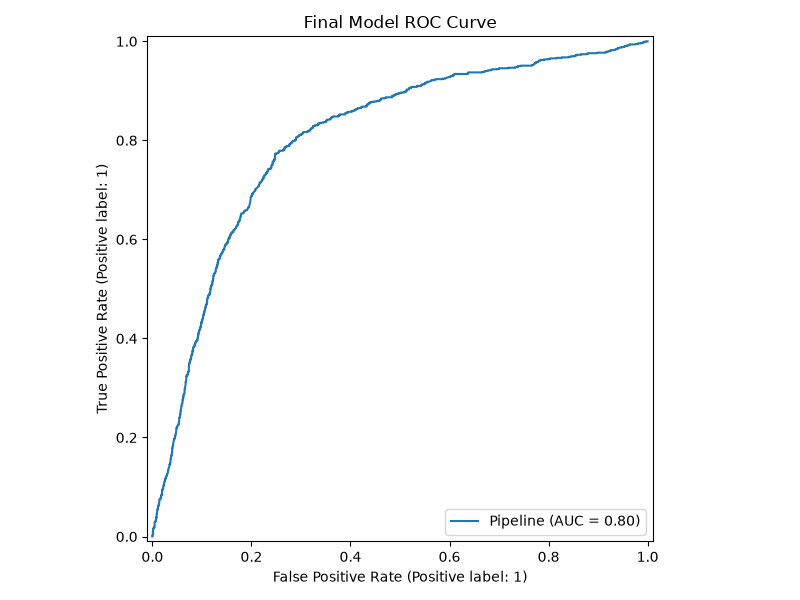 Final Model ROC Curve
1.0
0.8
0.6
0.4
0.2
0.0
True Positive Rate (Positive label: 1)
Pipeline (AUC = 0.80)
0.0 0.2 0.4 0.6 0.8 1.0
False Positive Rate (Positive label: 1)